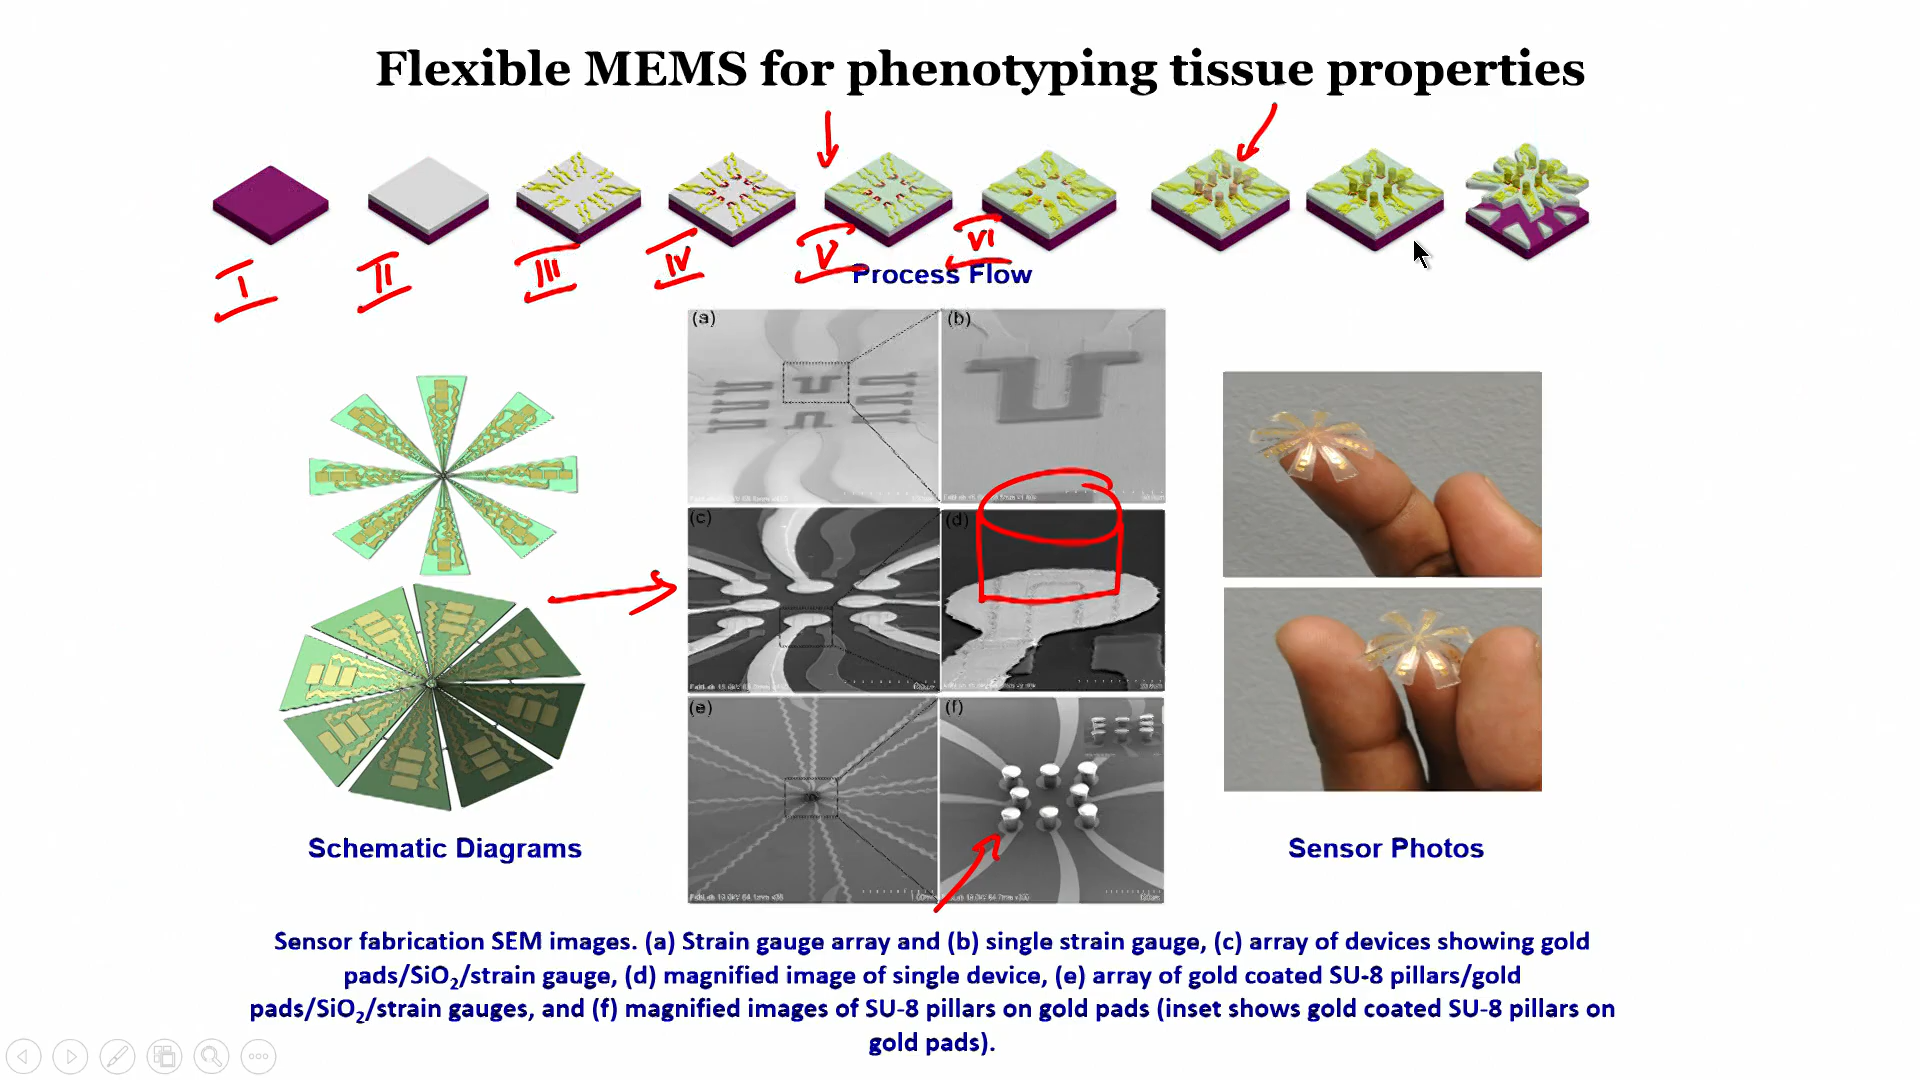 Flexible MEMS for phenotyping tissue properties
I
II
III
IV
V
VI
Process Flow
(a)
(b)
(c)
(d)
(e)
(f)
Schematic Diagrams
Sensor Photos
Sensor fabrication SEM images. (a) Strain gauge array and (b) single strain gauge, (c) array of devices showing gold
pads/SiO₂/strain gauge, (d) magnified image of single device, (e) array of gold coated SU-8 pillars/gold
pads/SiO₂/strain gauges, and (f) magnified images of SU-8 pillars on gold pads (inset shows gold coated SU-8 pillars on
gold pads).